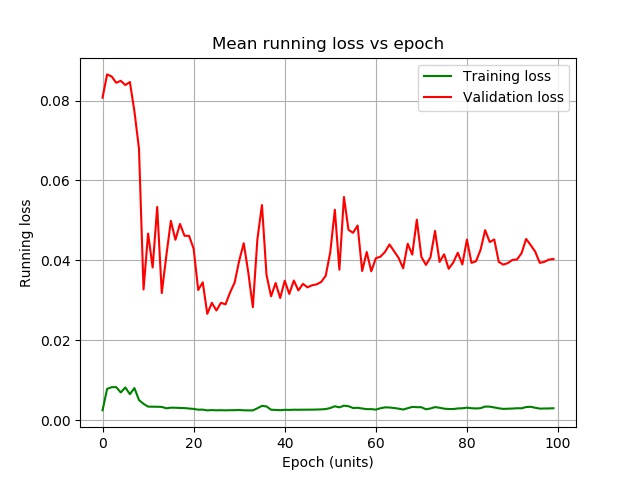 Mean running loss vs epoch
Training loss
Validation loss
0.08
0.06
0.04
0.02
0.00
Running loss
0 20 40 60 80 100
Epoch (units)